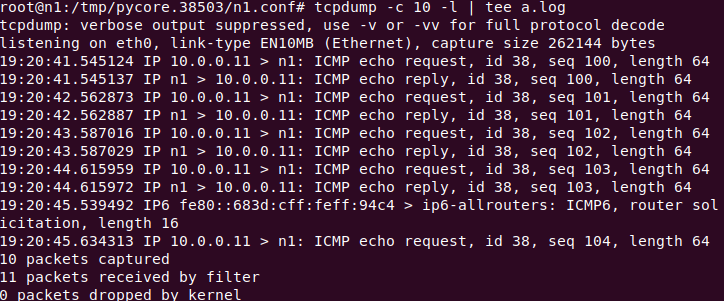 root@n1:/tmp/pycore.38503/n1.conf# tcpdump -c 10 -l | tee a.log
tcpdump: verbose output suppressed, use -v or -vv for full protocol decode
listening on eth0, link-type EN10MB (Ethernet), capture size 262144 bytes
19:20:41.545124 IP 10.0.0.11 > n1: ICMP echo request, id 38, seq 100, length 64
19:20:41.545137 IP n1 > 10.0.0.11: ICMP echo reply, id 38, seq 100, length 64
19:20:42.562873 IP 10.0.0.11 > n1: ICMP echo request, id 38, seq 101, length 64
19:20:42.562887 IP n1 > 10.0.0.11: ICMP echo reply, id 38, seq 101, length 64
19:20:43.587016 IP 10.0.0.11 > n1: ICMP echo request, id 38, seq 102, length 64
19:20:43.587029 IP n1 > 10.0.0.11: ICMP echo reply, id 38, seq 102, length 64
19:20:44.615959 IP 10.0.0.11 > n1: ICMP echo request, id 38, seq 103, length 64
19:20:44.615972 IP n1 > 10.0.0.11: ICMP echo reply, id 38, seq 103, length 64
19:20:45.539492 IP6 fe80::683d:cff:feff:94c4 > ip6-allrouters: ICMP6, router sol
icitation, length 16
19:20:45.634313 IP 10.0.0.11 > n1: ICMP echo request, id 38, seq 104, length 64
10 packets captured
11 packets received by filter
0 packets dropped by kernel